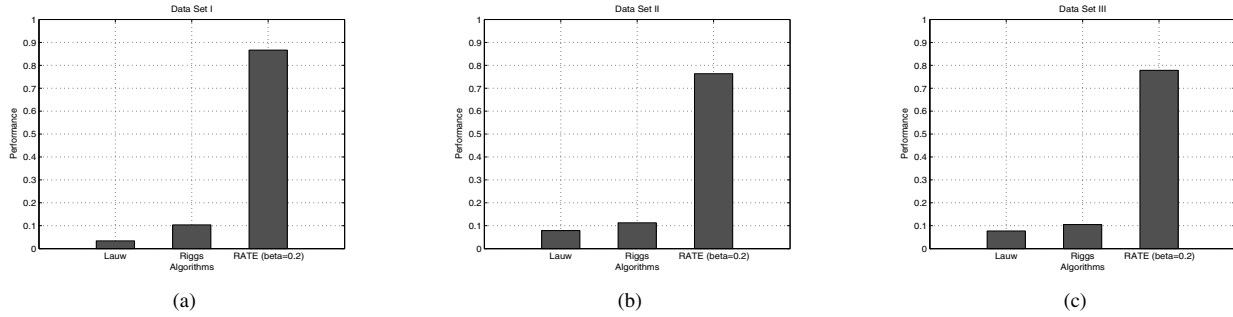 Data Set I
1
0.9
0.8
0.7
0.6
0.5
0.4
0.3
0.2
0.1
0
Performance
Lauw Riggs RATE (beta=0.2)
Algorithms
(a)
Data Set II
1
0.9
0.8
0.7
0.6
0.5
0.4
0.3
0.2
0.1
0
Performance
Lauw Riggs RATE (beta=0.2)
Algorithms
(b)
Data Set III
1
0.9
0.8
0.7
0.6
0.5
0.4
0.3
0.2
0.1
0
Performance
Lauw Riggs RATE (beta=0.2)
Algorithms
(c)